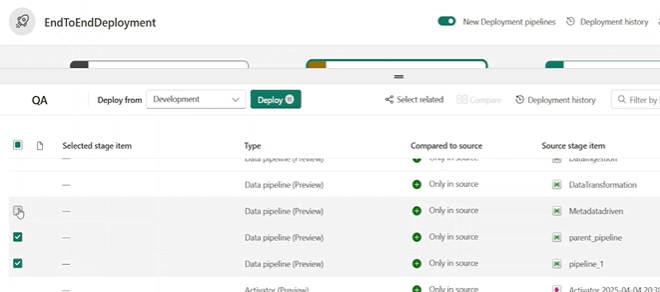 EndToEndDeployment
New Deployment pipelines
Deployment history
QA
Deploy from
Development
Deploy
Select related
Compare
Deployment history
Filter by
Selected stage item
Type
Compared to source
Source stage item
— Data pipeline (Preview) Only in source DataIngestion
— Data pipeline (Preview) Only in source DataTransformation
— Data pipeline (Preview) Only in source Metadatadriven
— Data pipeline (Preview) Only in source parent_pipeline
— Data pipeline (Preview) Only in source pipeline_1
— Activator (Preview) Only in source Activator 2025-04-04 20:38